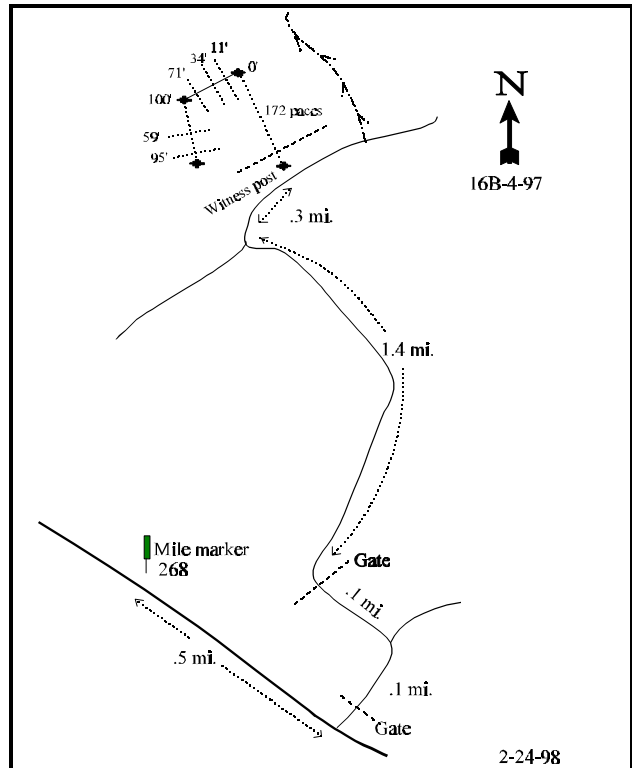 11'
34'
0'
71'
100'
172 paces
N
59'
95'
16B-4-97
Witness post
.3 mi.
1.4 mi.
Mile marker
268
Gate
.1 mi.
.5 mi.
.1 mi.
Gate
2-24-98